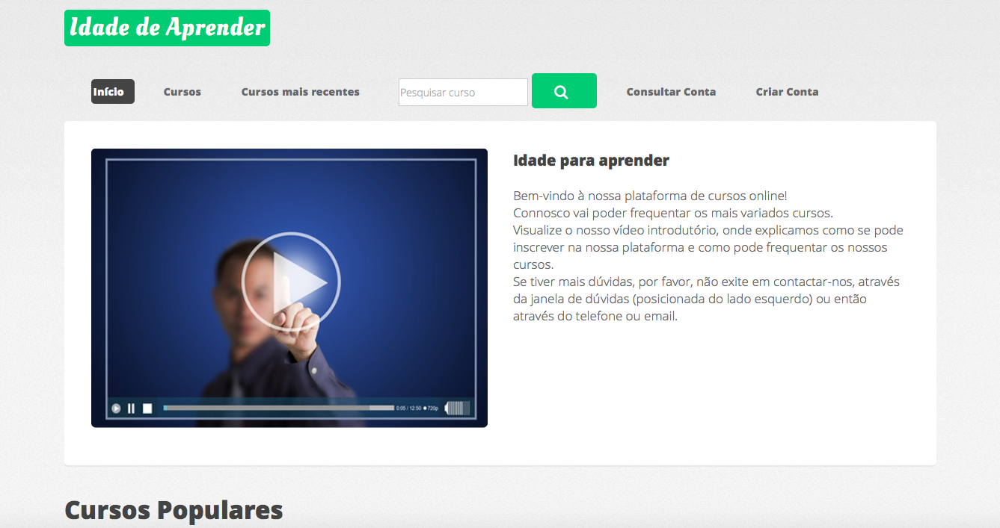 Idade de Aprender
Início
Cursos
Cursos mais recentes
Pesquisar curso
Consultar Conta
Criar Conta
Idade para aprender
Bem-vindo à nossa plataforma de cursos online!
Connosco vai poder frequentar os mais variados cursos.
Visualize o nosso vídeo introdutório, onde explicamos como se pode
inscrever na nossa plataforma e como pode frequentar os nossos
cursos.
Se tiver mais dúvidas, por favor, não exite em contactar-nos, através
da janela de dúvidas (posicionada do lado esquerdo) ou então
através do telefone ou email.
0:05 / 12:50 720p
Cursos Populares